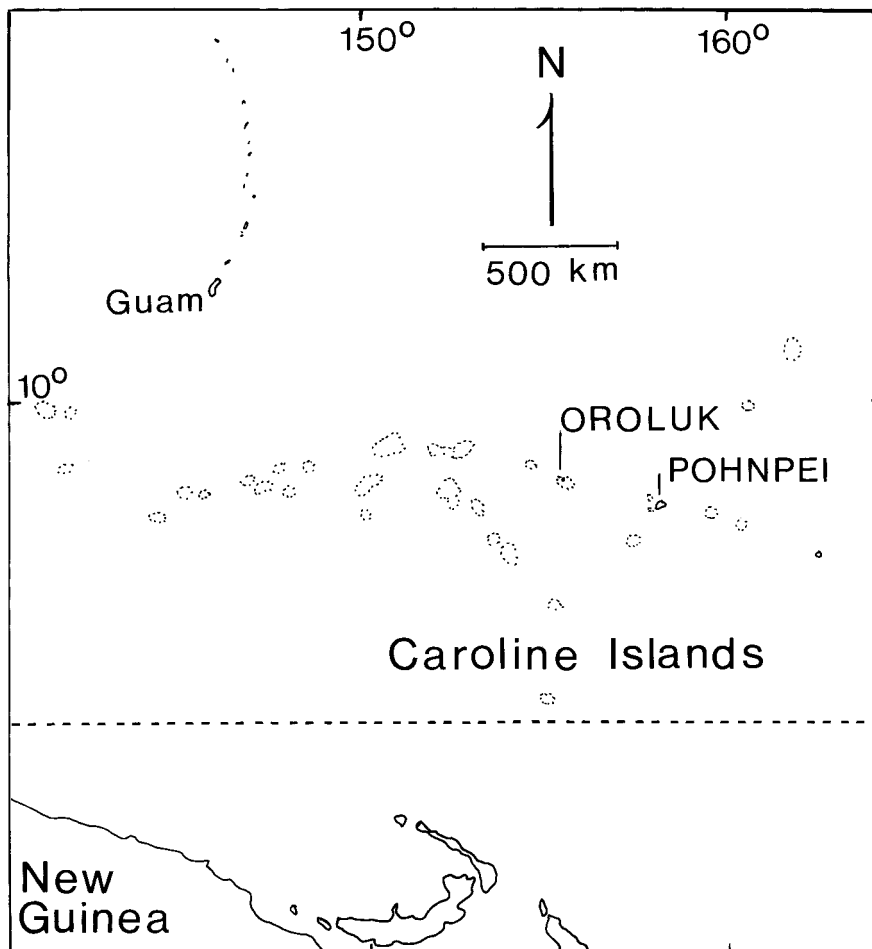 150°
160°
N
500 km
Guam
10°
OROLUK
POHNPEI
Caroline Islands
New
Guinea